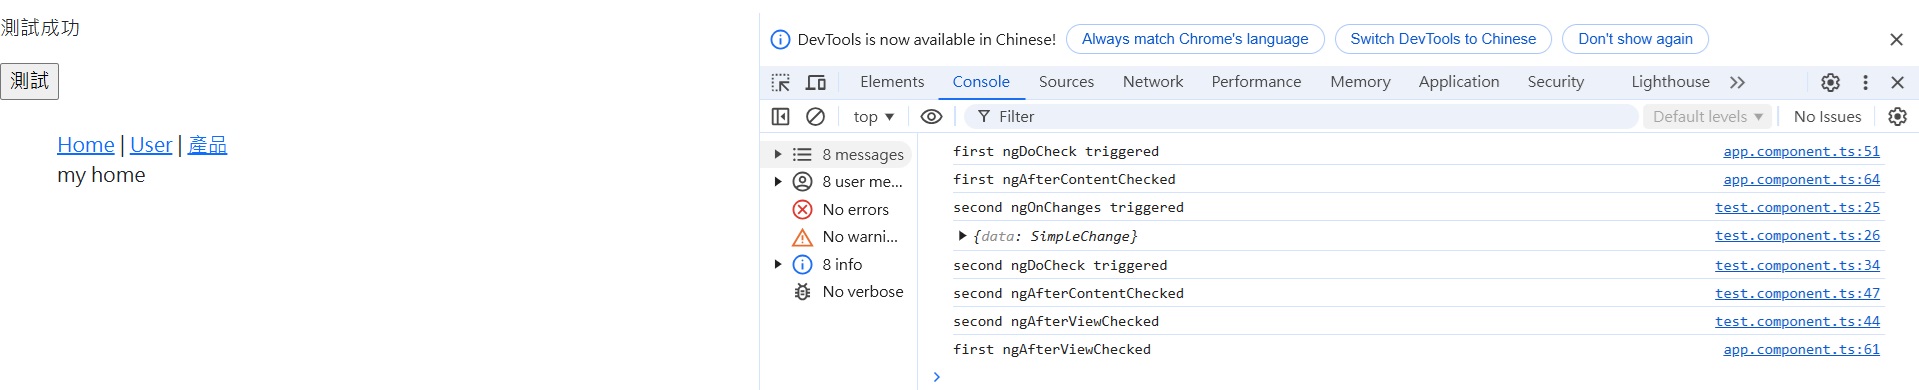 測試成功
測試
Home | User | 產品
my home
DevTools is now available in Chinese! Always match Chrome's language Switch DevTools to Chinese Don't show again
Elements Console Sources Network Performance Memory Application Security Lighthouse
top Filter Default levels No Issues
8 messages
8 user me...
No errors
No warni...
8 info
No verbose
first ngDoCheck triggered app.component.ts:51
first ngAfterContentChecked app.component.ts:64
second ngOnChanges triggered test.component.ts:25
{data: SimpleChange} test.component.ts:26
second ngDoCheck triggered test.component.ts:34
second ngAfterContentChecked test.component.ts:47
second ngAfterViewChecked test.component.ts:44
first ngAfterViewChecked app.component.ts:61